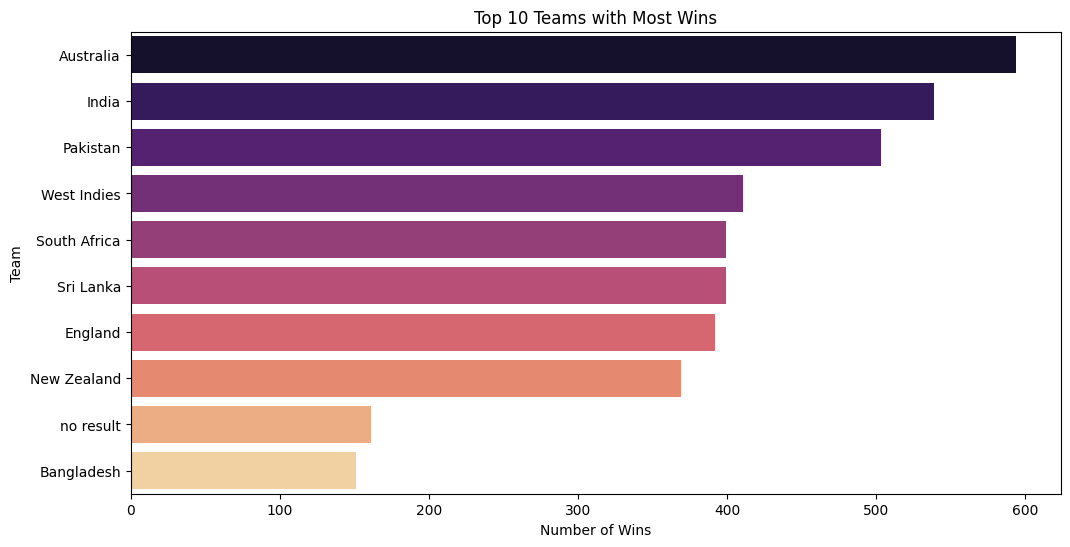 Top 10 Teams with Most Wins
Team
Australia
India
Pakistan
West Indies
South Africa
Sri Lanka
England
New Zealand
no result
Bangladesh
0 100 200 300 400 500 600
Number of Wins